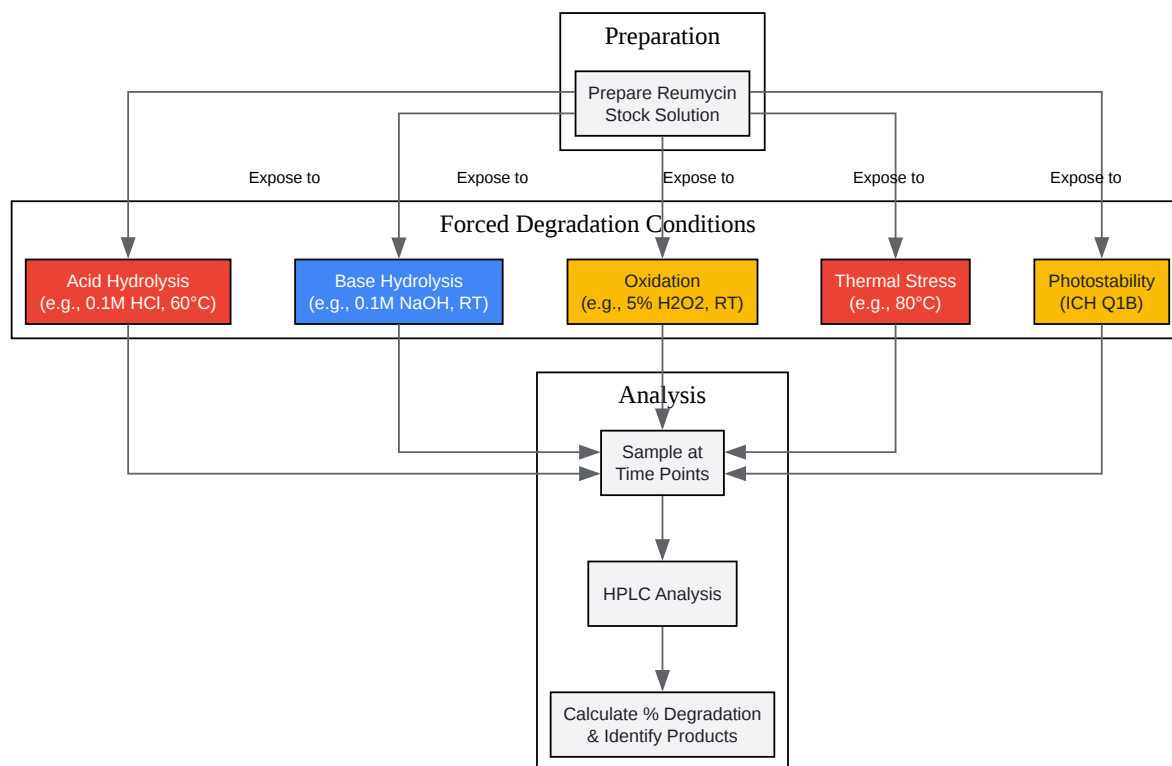 Preparation
Prepare Reumycin
Stock Solution
Expose to
Expose to
Expose to
Expose to
Expose to
Forced Degradation Conditions
Acid Hydrolysis
(e.g., 0.1M HCl, 60°C)
Base Hydrolysis
(e.g., 0.1M NaOH, RT)
Oxidation
(e.g., 5% H2O2, RT)
Thermal Stress
(e.g., 80°C)
Photostability
(ICH Q1B)
Analysis
Sample at
Time Points
HPLC Analysis
Calculate % Degradation
& Identify Products